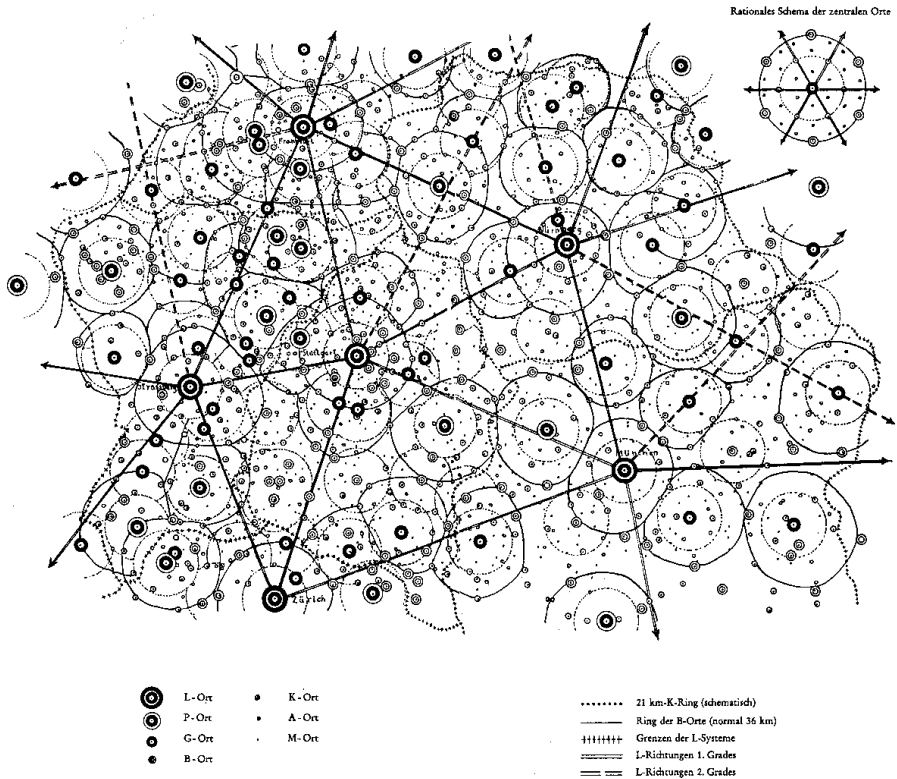 Rationales Schema der zentralen Orte
Frankfurt
Nürnberg
Stuttgart
Strassburg
München
Zürich
L-Ort
P-Ort
G-Ort
B-Ort
K-Ort
A-Ort
M-Ort
21 km-K-Ring (schematisch)
Ring der B-Orte (normal 36 km)
Grenzen der L-Systeme
L-Richtungen 1. Grades
L-Richtungen 2. Grades